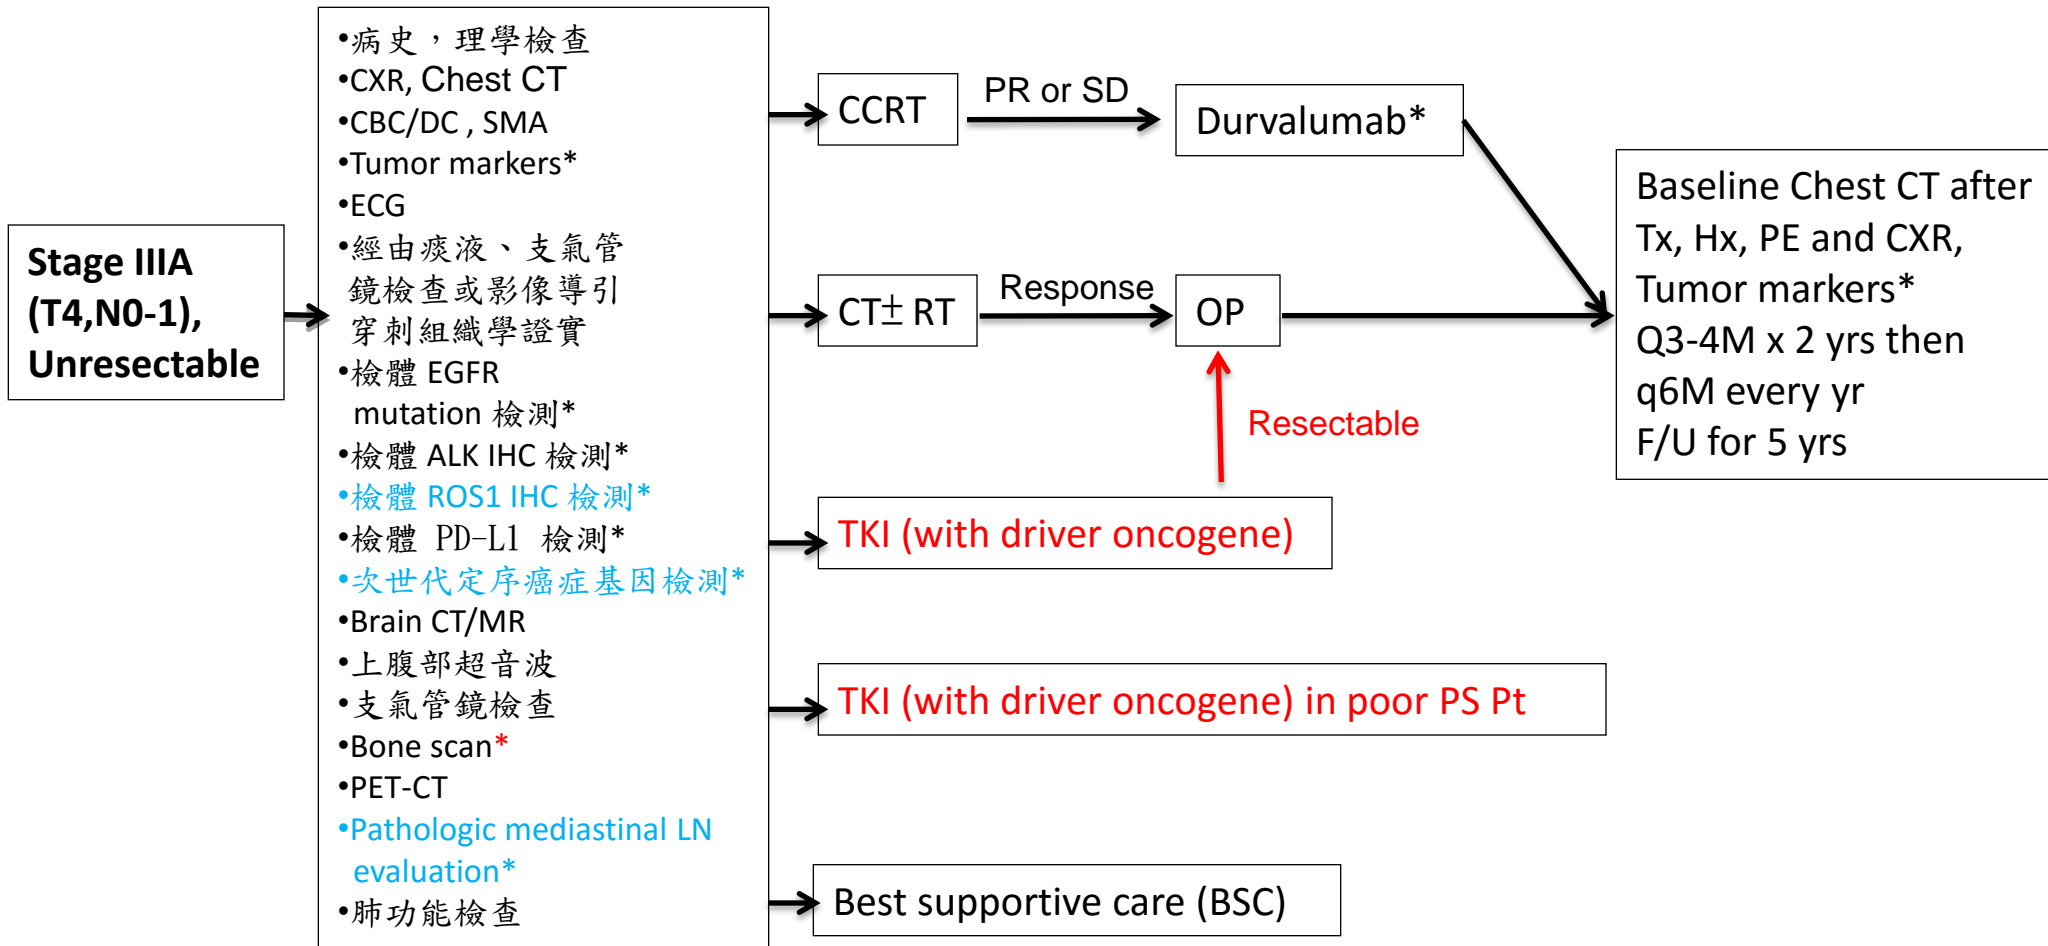 Stage IIIA
(T4,N0-1),
Unresectable
•病史，理學檢查
•CXR, Chest CT
•CBC/DC , SMA
•Tumor markers*
•ECG
•經由痰液、支氣管
鏡檢查或影像導引
穿刺組織學證實
•檢體 EGFR
mutation 檢測*
•檢體 ALK IHC 檢測*
•檢體 ROS1 IHC 檢測*
•檢體 PD-L1 檢測*
•次世代定序癌症基因檢測*
•Brain CT/MR
•上腹部超音波
•支氣管鏡檢查
•Bone scan*
•PET-CT
•Pathologic mediastinal LN
evaluation*
•肺功能檢查
CCRT
PR or SD
Durvalumab*
CT± RT
Response
OP
Resectable
TKI (with driver oncogene)
TKI (with driver oncogene) in poor PS Pt
Best supportive care (BSC)
Baseline Chest CT after
Tx, Hx, PE and CXR,
Tumor markers*
Q3-4M x 2 yrs then
q6M every yr
F/U for 5 yrs